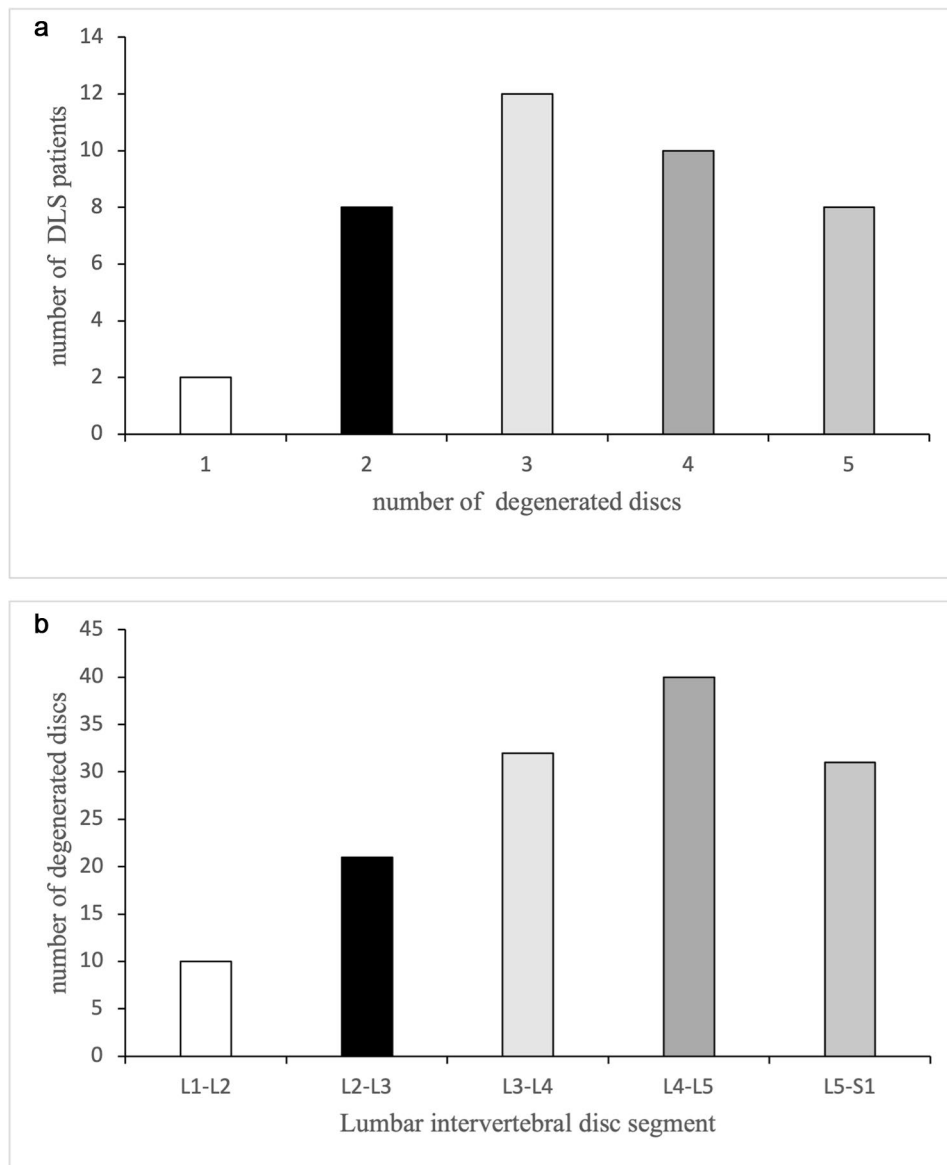 a
14
12
10
8
6
4
2
0
number of DLS patients
1 2 3 4 5
number of degenerated discs
b
45
40
35
30
25
20
15
10
5
0
number of degenerated discs
L1-L2 L2-L3 L3-L4 L4-L5 L5-S1
Lumbar intervertebral disc segment